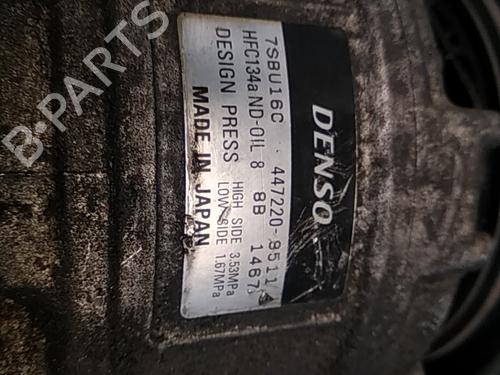 DENSO
7SBU16C 447220-9511
HFC134a ND-OIL 8 8B 1467
DESIGN PRESS HIGH SIDE 3.53MPa
LOW SIDE 1.67MPa
MADE IN JAPAN
B-PARTS